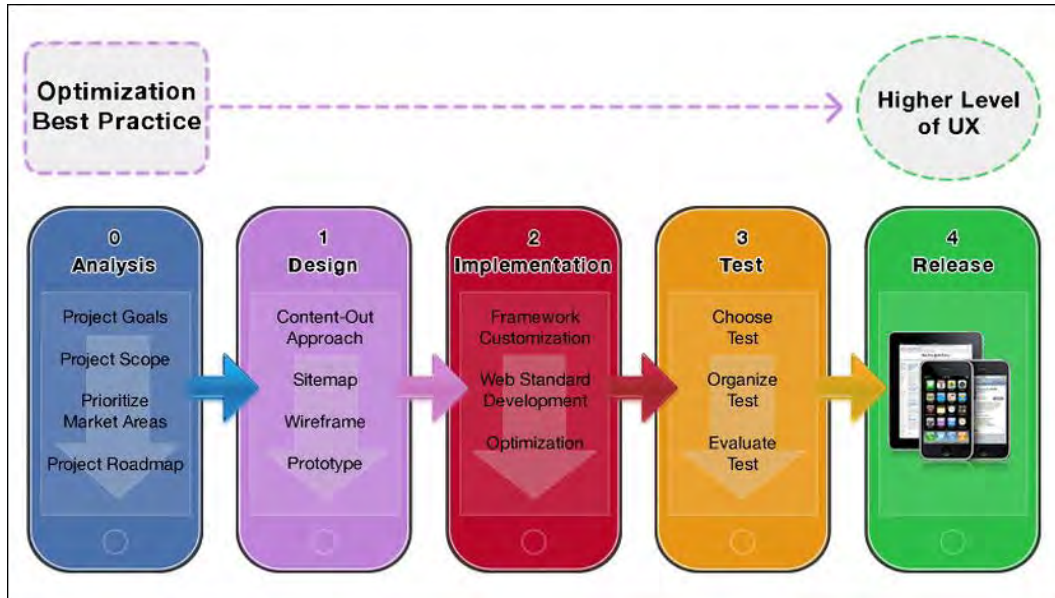 Optimization
Best Practice
Higher Level
of UX
0
Analysis
Project Goals
Project Scope
Prioritize
Market Areas
Project Roadmap
1
Design
Content-Out
Approach
Sitemap
Wireframe
Prototype
2
Implementation
Framework
Customization
Web Standard
Development
Optimization
3
Test
Choose
Test
Organize
Test
Evaluate
Test
4
Release